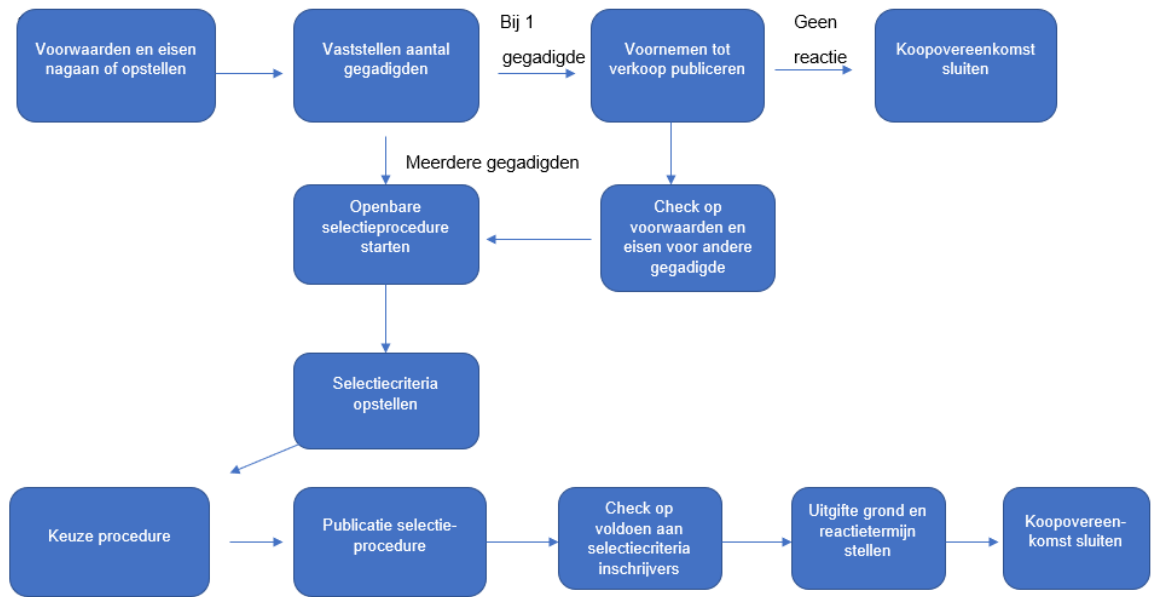 Voorwaarden en eisen
nagaan of opstellen
Vaststellen aantal
gegadigden
Bij 1
gegadigde
Voornemen tot
verkoop publiceren
Geen
reactie
Koopovereenkomst
sluiten
Meerdere gegadigden
Openbare
selectieprocedure
starten
Check op
voorwaarden en
eisen voor andere
gegadigde
Selectiecriteria
opstellen
Keuze procedure
Publicatie selectie-
procedure
Check op
voldoen aan
selectiecriteria
inschrijvers
Uitgifte grond en
reactietermijn
stellen
Koopovereen-
komst sluiten